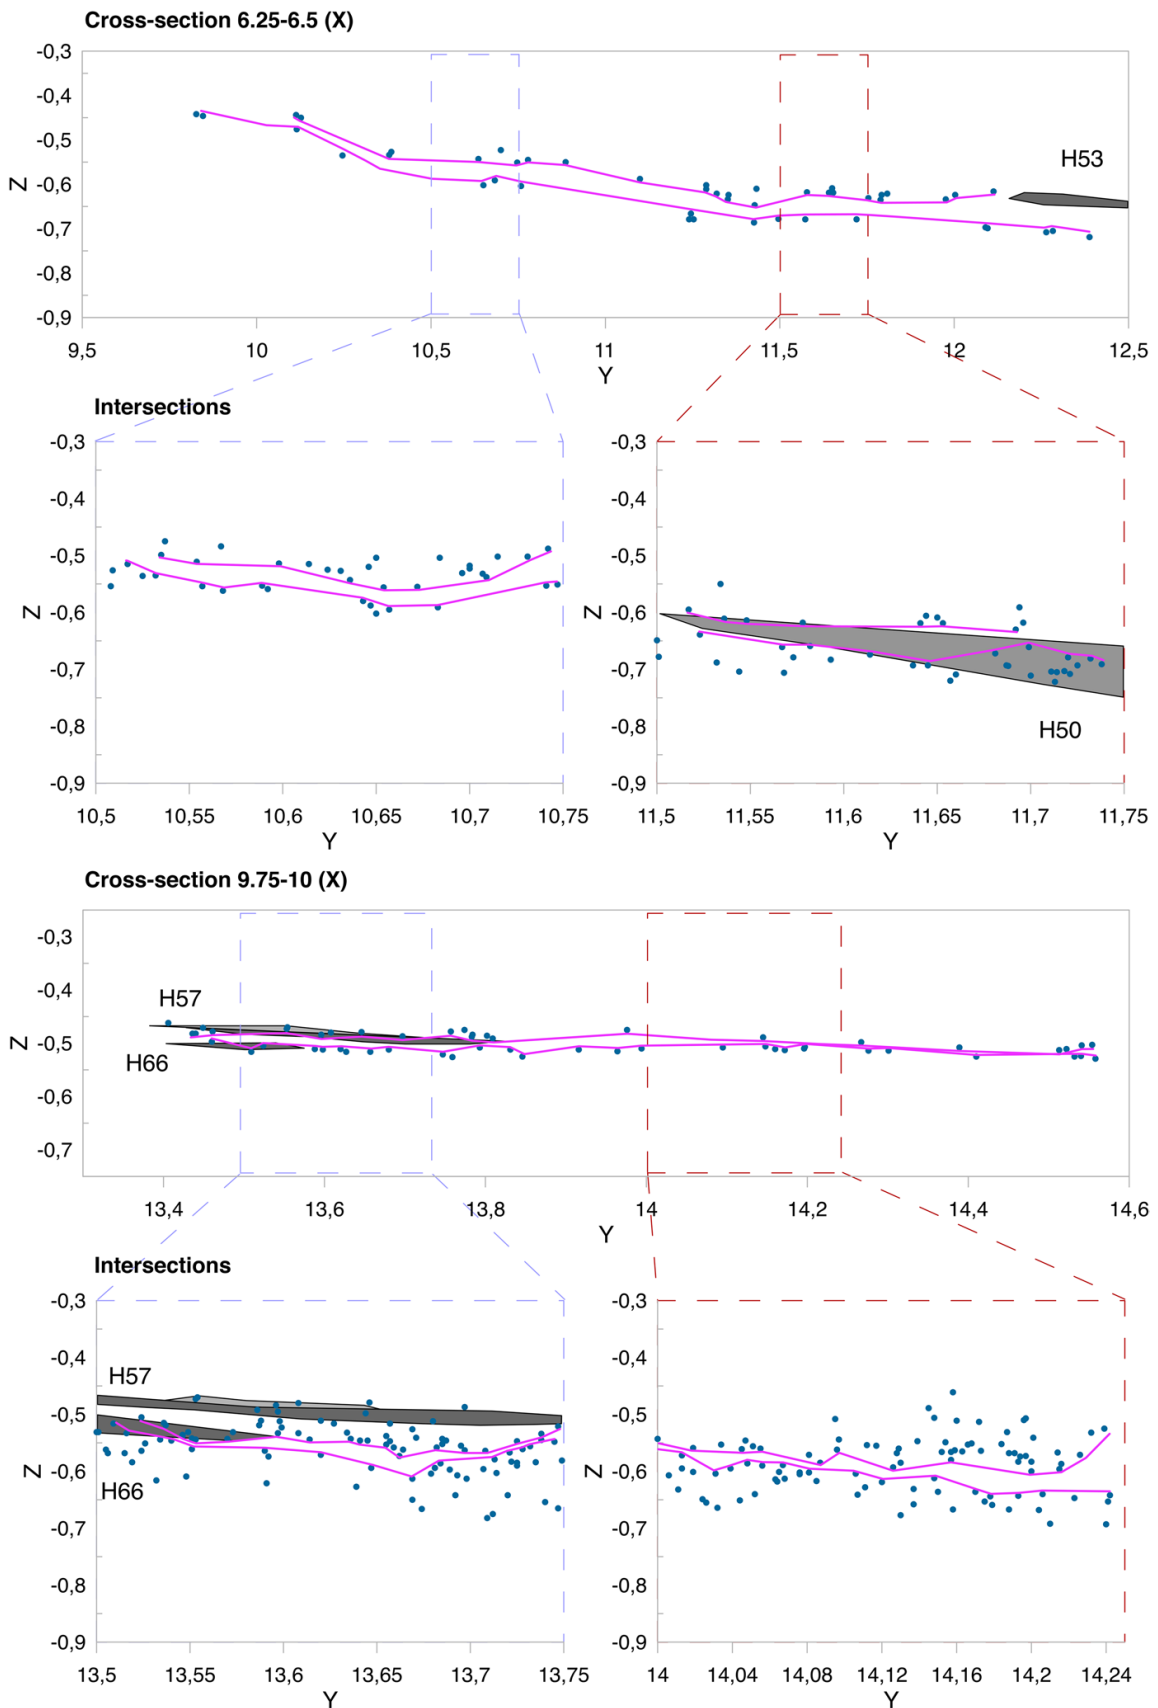 Cross-section 6.25-6.5 (X)
-0,3
-0,4
-0,5
-0,6
-0,7
-0,8
-0,9
Z
H53
9,5 10 10,5 11 11,5 12 12,5
Y
Intersections
-0,3
-0,4
-0,5
-0,6
-0,7
-0,8
-0,9
Z
10,5 10,55 10,6 10,65 10,7 10,75
Y
-0,3
-0,4
-0,5
-0,6
-0,7
-0,8
-0,9
Z
H50
11,5 11,55 11,6 11,65 11,7 11,75
Y
Cross-section 9.75-10 (X)
-0,3
-0,4
-0,5
-0,6
-0,7
Z
H57
H66
13,4 13,6 13,8 14 14,2 14,4 14,6
Y
Intersections
-0,3
-0,4
-0,5
-0,6
-0,7
-0,8
-0,9
Z
H57
H66
13,5 13,55 13,6 13,65 13,7 13,75
Y
-0,3
-0,4
-0,5
-0,6
-0,7
-0,8
-0,9
Z
14 14,04 14,08 14,12 14,16 14,2 14,24
Y